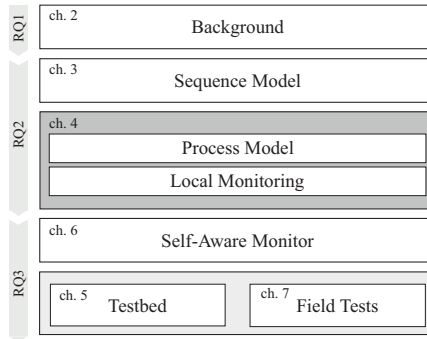 RQ1
ch. 2
Background
RQ2
ch. 3
Sequence Model
ch. 4
Process Model
Local Monitoring
RQ3
ch. 6
Self-Aware Monitor
ch. 5
Testbed
ch. 7
Field Tests